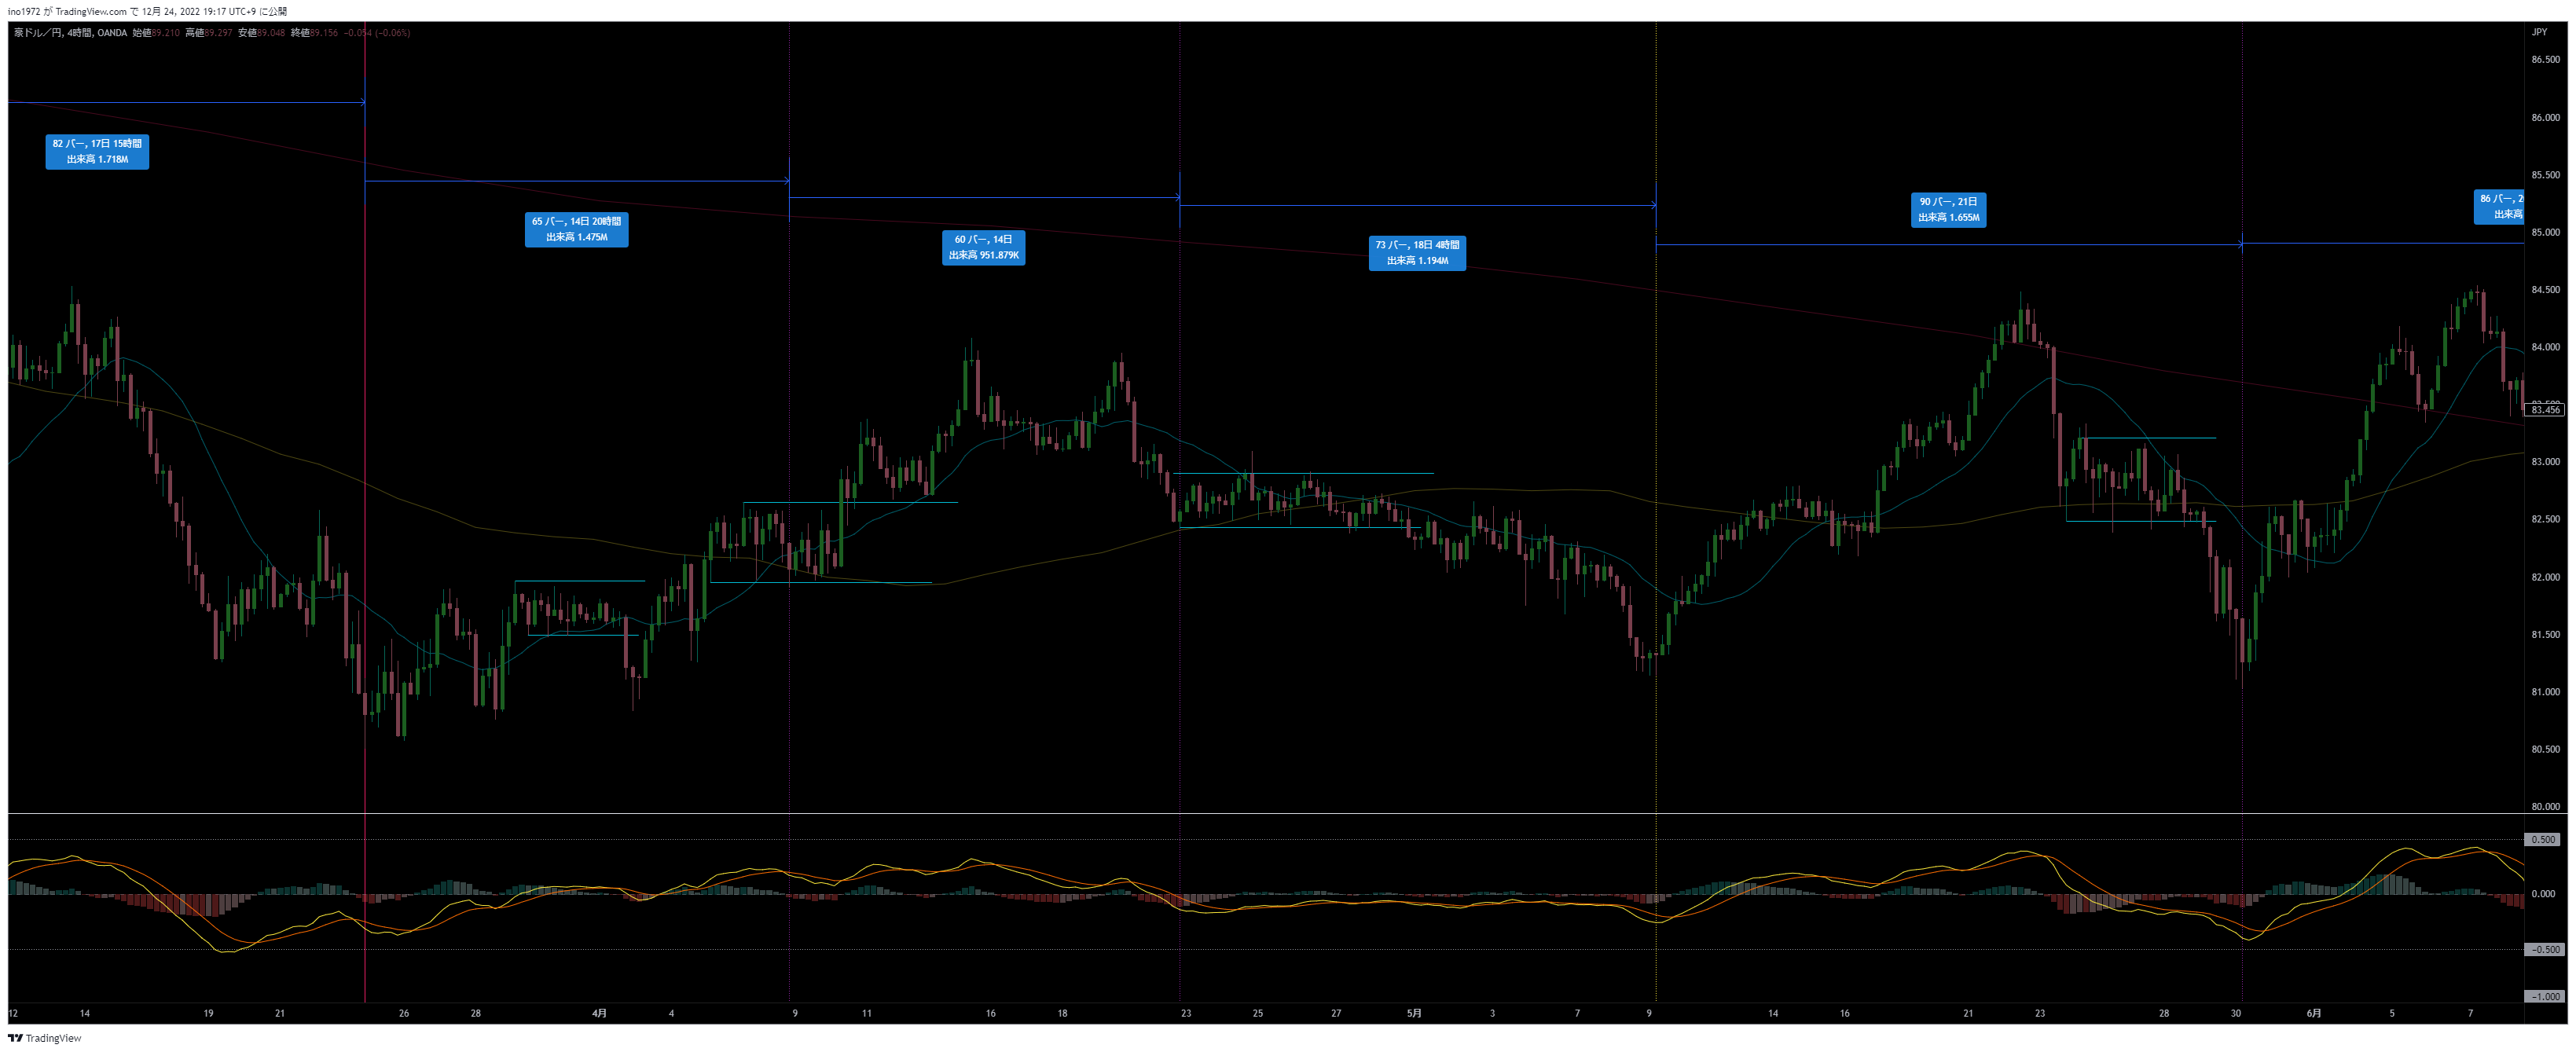 ino1972 が TradingView.com で 12月 24, 2022 19:17 UTC+9 に公開
豪ドル／円, 4時間, OANDA 始値89.210 高値89.297 安値89.048 終値89.156 −0.054 (−0.06%)
JPY
86.500
86.000
85.500
85.000
84.500
84.000
83.500
83.456
83.000
82.500
82.000
81.500
81.000
80.500
80.000
82 バー, 17日 15時間
出来高 1.718M
65 バー, 14日 20時間
出来高 1.475M
60 バー, 14日
出来高 951.879K
73 バー, 18日 4時間
出来高 1.194M
90 バー, 21日
出来高 1.655M
86 バー, 2
出来高
0.500
0.000
−0.500
−1.000
12 14 19 21 26 28 4月 4 9 11 16 18 23 25 27 5月 3 7 9 14 16 21 23 28 30 6月 5 7
TradingView